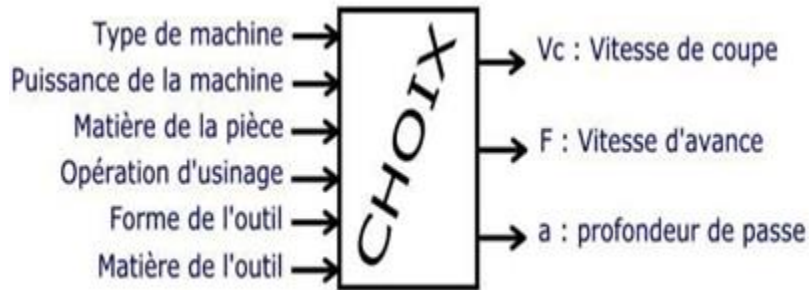 Type de machine
Puissance de la machine
Matière de la pièce
Opération d'usinage
Forme de l'outil
Matière de l'outil
CHOIX
Vc : Vitesse de coupe
F : Vitesse d'avance
a : profondeur de passe